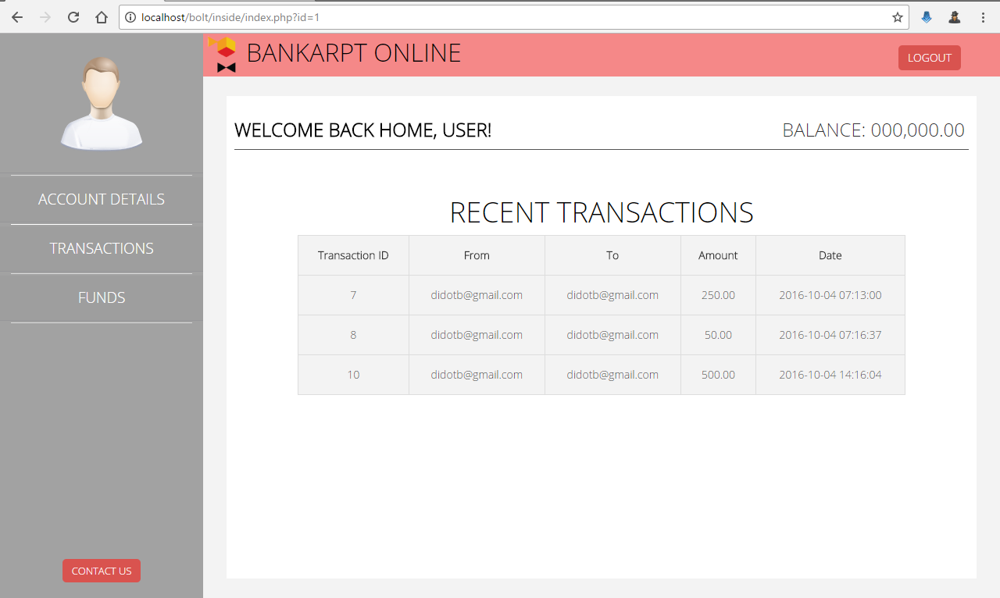 localhost/bolt/inside/index.php?id=1
BANKARPT ONLINE
LOGOUT
ACCOUNT DETAILS
TRANSACTIONS
FUNDS
CONTACT US
WELCOME BACK HOME, USER!
BALANCE: 000,000.00
RECENT TRANSACTIONS
Transaction ID From To Amount Date
7 didotb@gmail.com didotb@gmail.com 250.00 2016-10-04 07:13:00
8 didotb@gmail.com didotb@gmail.com 50.00 2016-10-04 07:16:37
10 didotb@gmail.com didotb@gmail.com 500.00 2016-10-04 14:16:04